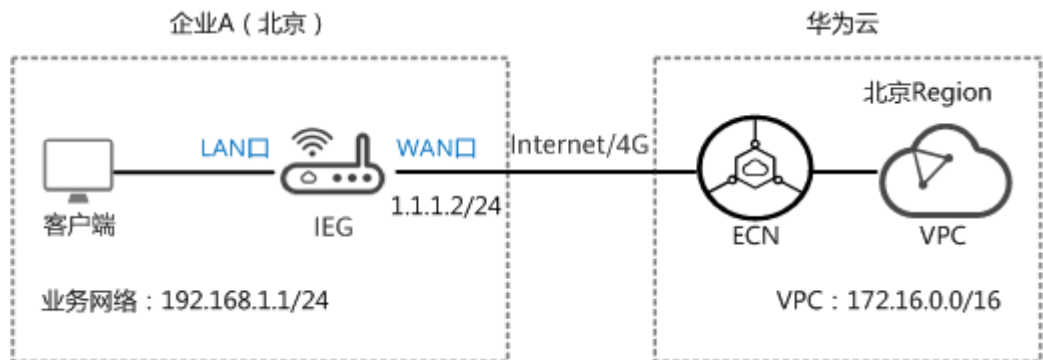 企业A（北京）
华为云
北京Region
LAN口
WAN口
Internet/4G
1.1.1.2/24
客户端
IEG
ECN
VPC
业务网络：192.168.1.1/24
VPC：172.16.0.0/16